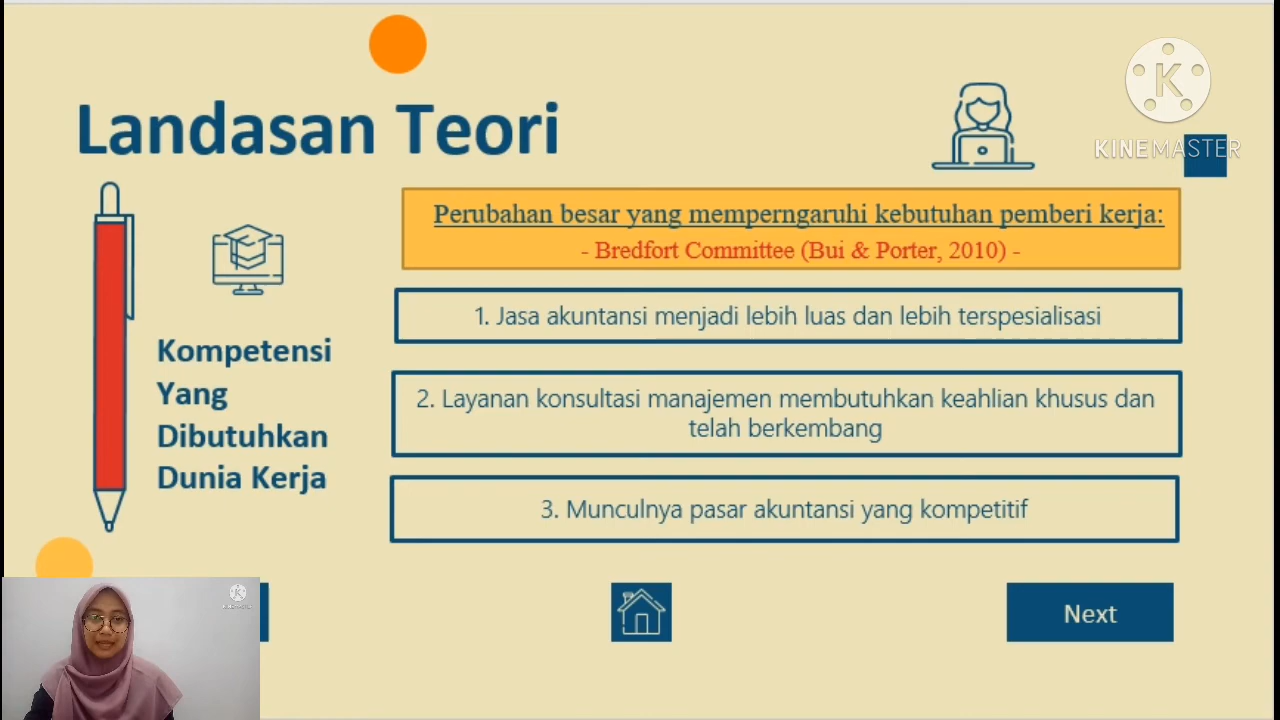 Landasan Teori
KINEMASTER
Perubahan besar yang memperngaruhi kebutuhan pemberi kerja:
- Bredfort Committee (Bui & Porter, 2010) -
Kompetensi
Yang
Dibutuhkan
Dunia Kerja
1. Jasa akuntansi menjadi lebih luas dan lebih terspesialisasi
2. Layanan konsultasi manajemen membutuhkan keahlian khusus dan
telah berkembang
3. Munculnya pasar akuntansi yang kompetitif
Next